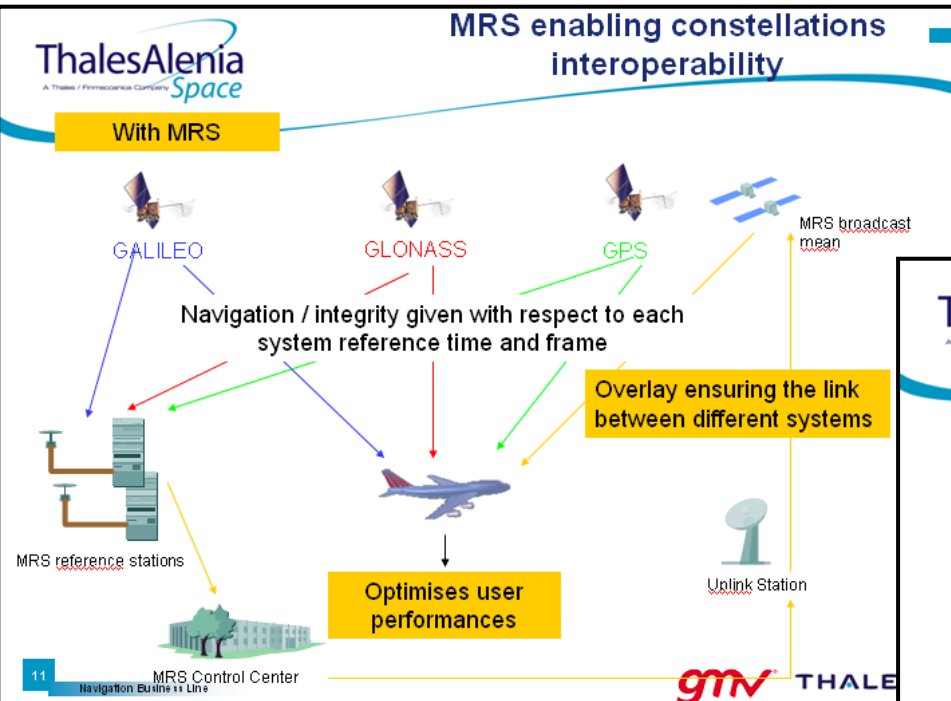 MRS enabling constellations
interoperability
ThalesAlenia
A Thales / Finmeccanica Company Space
With MRS
GALILEO
GLONASS
GPS
MRS broadcast
mean
Navigation / integrity given with respect to each
system reference time and frame
Overlay ensuring the link
between different systems
MRS reference stations
Uplink Station
Optimises user
performances
MRS Control Center
11
Navigation Business Line
gmv
THALE